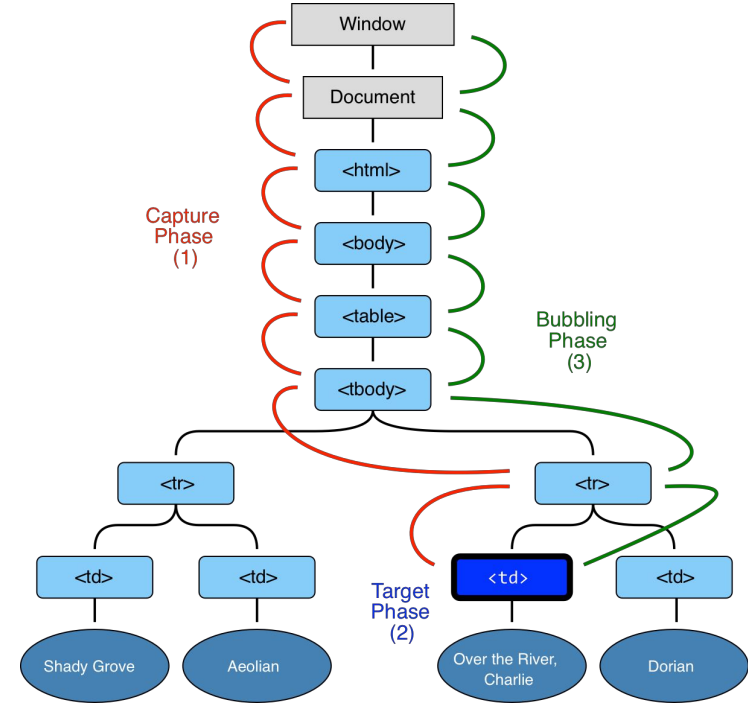 Window
Document
<html>
Capture
Phase
(1)
<body>
<table>
Bubbling
Phase
(3)
<tbody>
<tr>
<tr>
<td>
<td>
<td>
<td>
Target
Phase
(2)
Shady Grove
Aeolian
Over the River,
Charlie
Dorian